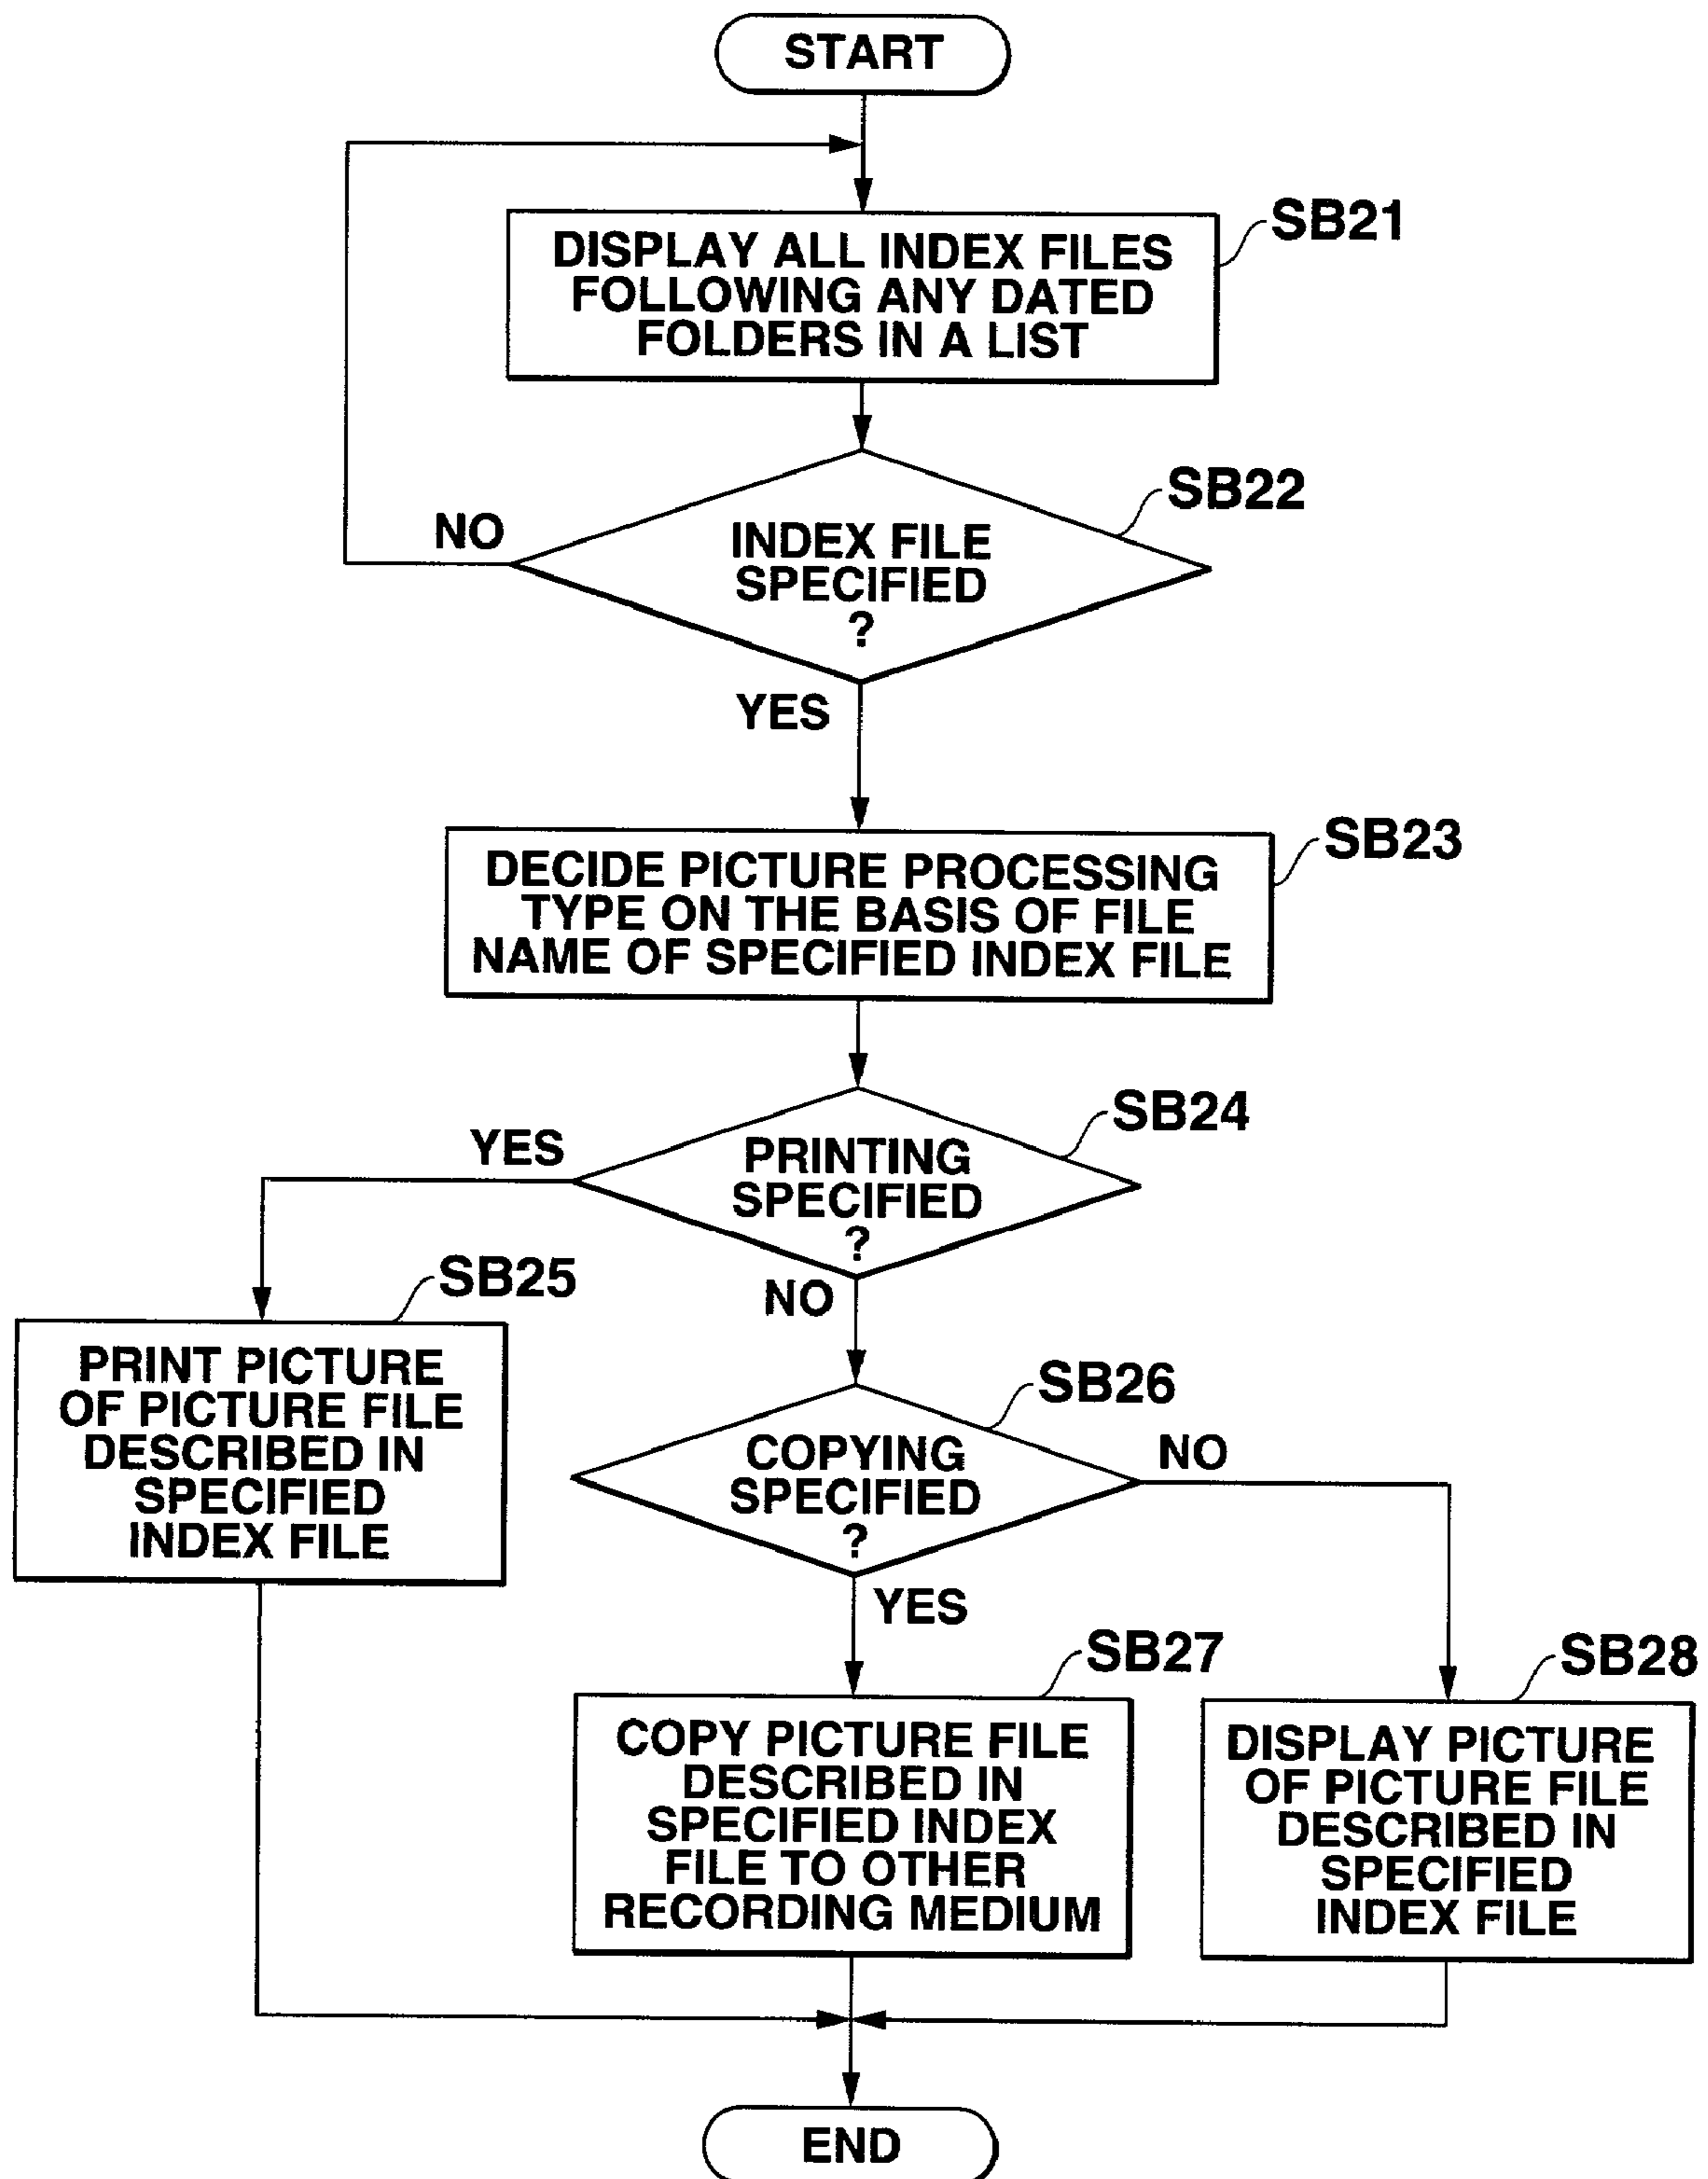 START
SB21
DISPLAY ALL INDEX FILES
FOLLOWING ANY DATED
FOLDERS IN A LIST
SB22
NO
INDEX FILE
SPECIFIED
?
YES
SB23
DECIDE PICTURE PROCESSING
TYPE ON THE BASIS OF FILE
NAME OF SPECIFIED INDEX FILE
SB24
YES
PRINTING
SPECIFIED
?
NO
SB25
PRINT PICTURE
OF PICTURE FILE
DESCRIBED IN
SPECIFIED
INDEX FILE
SB26
COPYING
SPECIFIED
?
NO
YES
SB27
COPY PICTURE FILE
DESCRIBED IN
SPECIFIED INDEX
FILE TO OTHER
RECORDING MEDIUM
SB28
DISPLAY PICTURE
OF PICTURE FILE
DESCRIBED IN
SPECIFIED
INDEX FILE
END